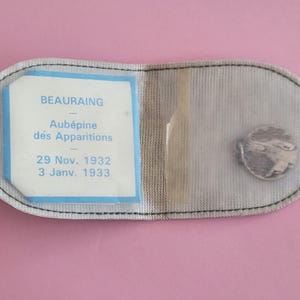 BEAURAING
—
Aubépine
des Apparitions
—
29 Nov. 1932
3 Janv. 1933